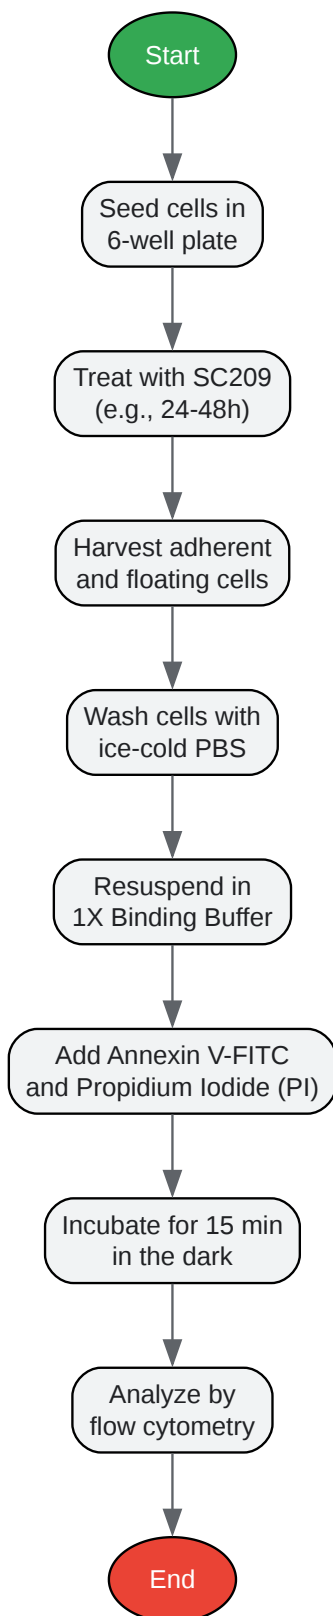 Start
Seed cells in
6-well plate
Treat with SC209
(e.g., 24-48h)
Harvest adherent
and floating cells
Wash cells with
ice-cold PBS
Resuspend in
1X Binding Buffer
Add Annexin V-FITC
and Propidium Iodide (PI)
Incubate for 15 min
in the dark
Analyze by
flow cytometry
End